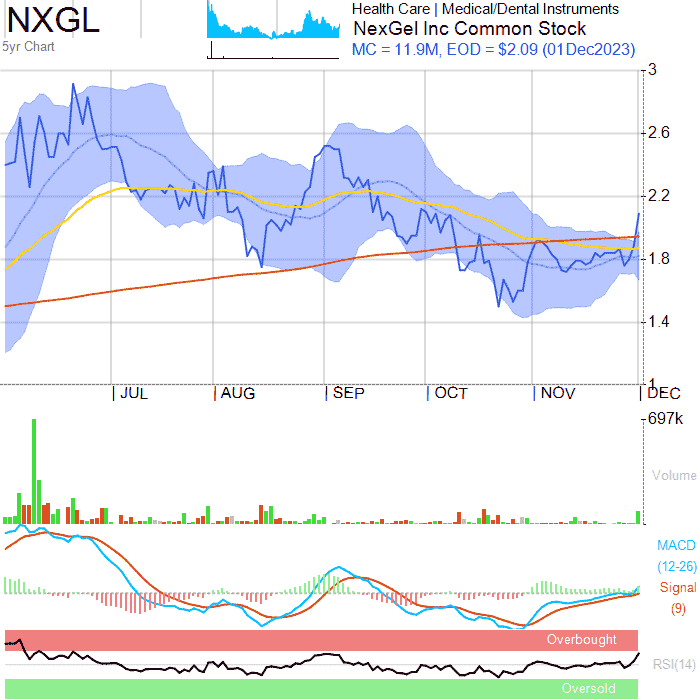 NXGL
5yr Chart
Health Care | Medical/Dental Instruments
NexGel Inc Common Stock
MC = 11.9M, EOD = $2.09 (01Dec2023)
3
2.6
2.2
1.8
1.4
1
JUL
AUG
SEP
OCT
NOV
DEC
697k
Volume
MACD
(12-26)
Signal
(9)
Overbought
RSI(14)
Oversold